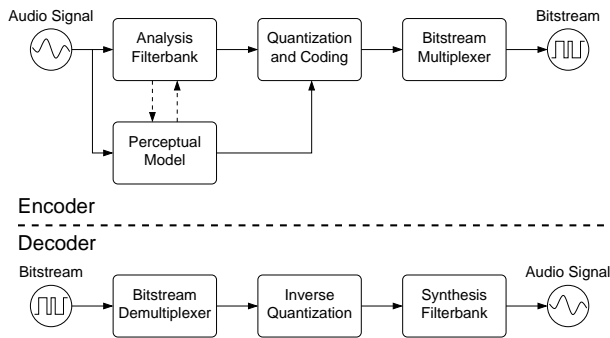 Audio Signal
Analysis
Filterbank
Quantization
and Coding
Bitstream
Multiplexer
Bitstream
Perceptual
Model
Encoder
Decoder
Bitstream
Bitstream
Demultiplexer
Inverse
Quantization
Synthesis
Filterbank
Audio Signal